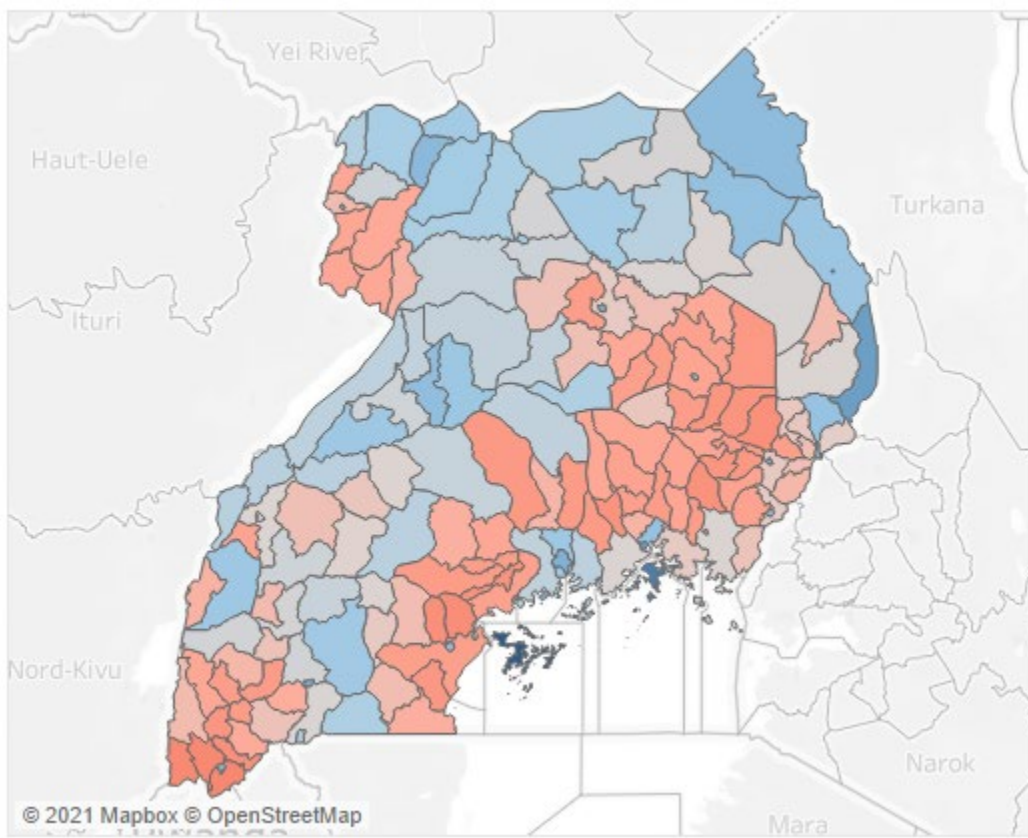 Yei River
Haut-Uele
Turkana
Ituri
Nord-Kivu
Narok
© 2021 Mapbox © OpenStreetMap
Mara